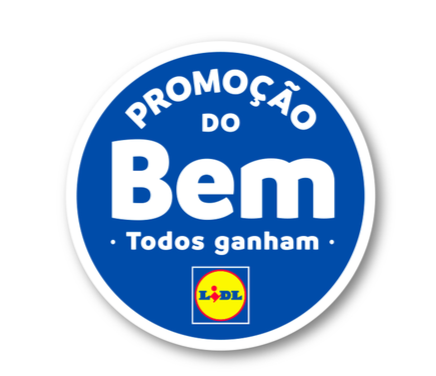 PROMOÇÃO
DO
Bem
· Todos ganham ·
LIDL